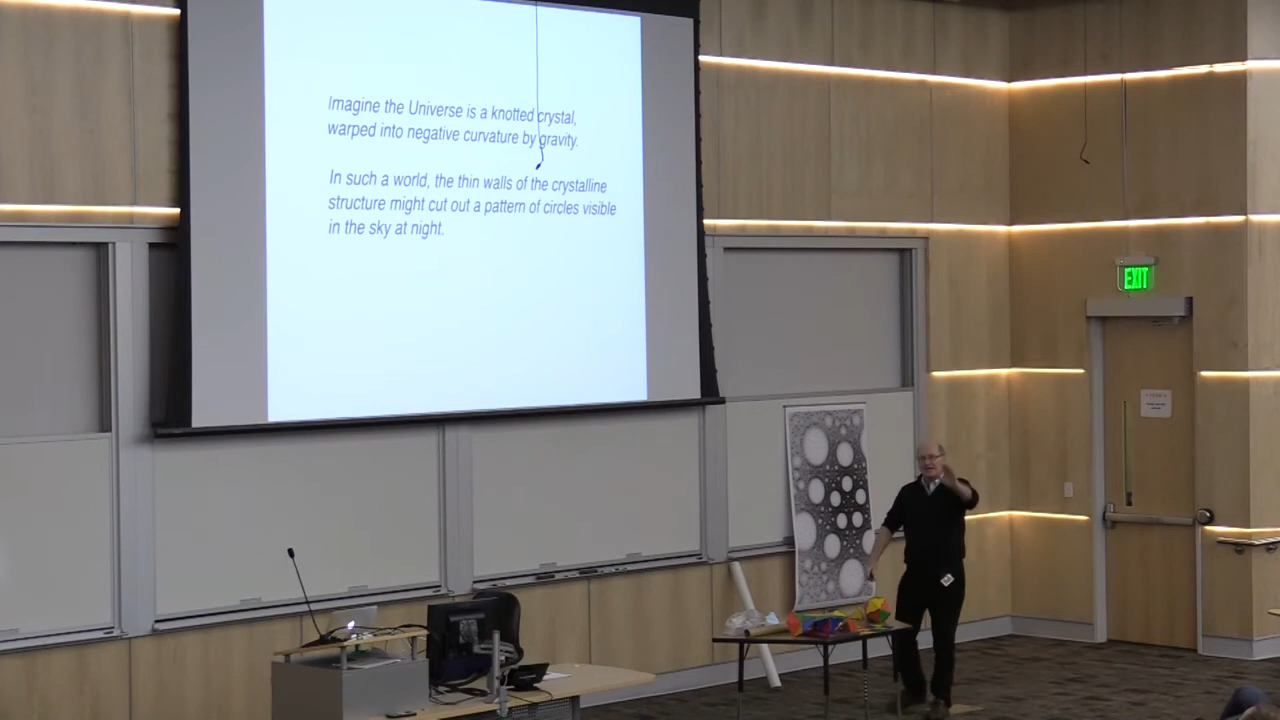 Imagine the Universe is a knotted crystal,
warped into negative curvature by gravity.
In such a world, the thin walls of the crystalline
structure might cut out a pattern of circles visible
in the sky at night.
EXIT